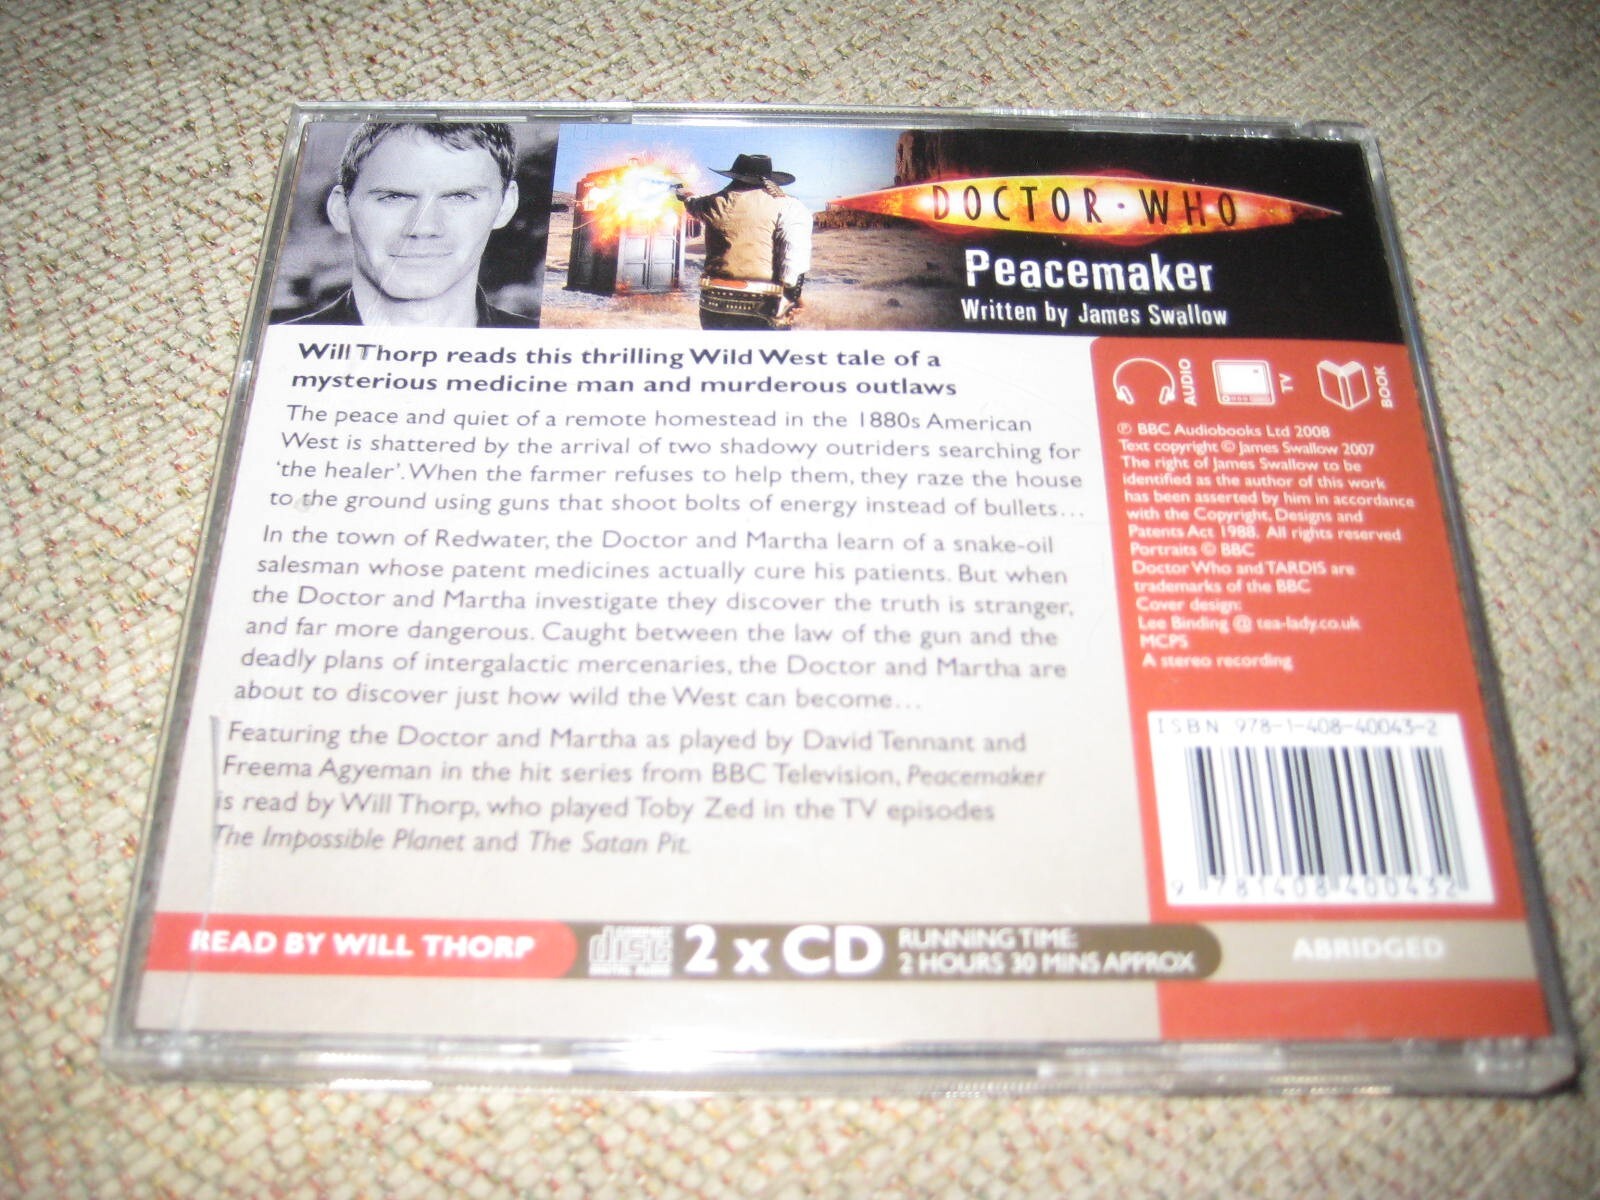 DOCTOR · WHO
Peacemaker
Written by James Swallow
Will Thorp reads this thrilling Wild West tale of a
mysterious medicine man and murderous outlaws
The peace and quiet of a remote homestead in the 1880s American
West is shattered by the arrival of two shadowy outriders searching for
‘the healer’. When the farmer refuses to help them, they raze the house
to the ground using guns that shoot bolts of energy instead of bullets...
In the town of Redwater, the Doctor and Martha learn of a snake-oil
salesman whose patent medicines actually cure his patients. But when
the Doctor and Martha investigate they discover the truth is stranger,
and far more dangerous. Caught between the law of the gun and the
deadly plans of intergalactic mercenaries, the Doctor and Martha are
about to discover just how wild the West can become...
Featuring the Doctor and Martha as played by David Tennant and
Freema Agyeman in the hit series from BBC Television, Peacemaker
is read by Will Thorp, who played Toby Zed in the TV episodes
The Impossible Planet and The Satan Pit.
AUDIO
TV
BOOK
℗ BBC Audiobooks Ltd 2008
Text copyright © James Swallow 2007
The right of James Swallow to be
identified as the author of this work
has been asserted by him in accordance
with the Copyright, Designs and
Patents Act 1988. All rights reserved
Portraits © BBC
Doctor Who and TARDIS are
trademarks of the BBC
Cover design:
Lee Binding @ tea-lady.co.uk
MCPS
A stereo recording
ISBN 978-1-408-40043-2
9 781408 400432
READ BY WILL THORP
COMPACT
disc
DIGITAL AUDIO
2 x CD
RUNNING TIME:
2 HOURS 30 MINS APPROX
ABRIDGED